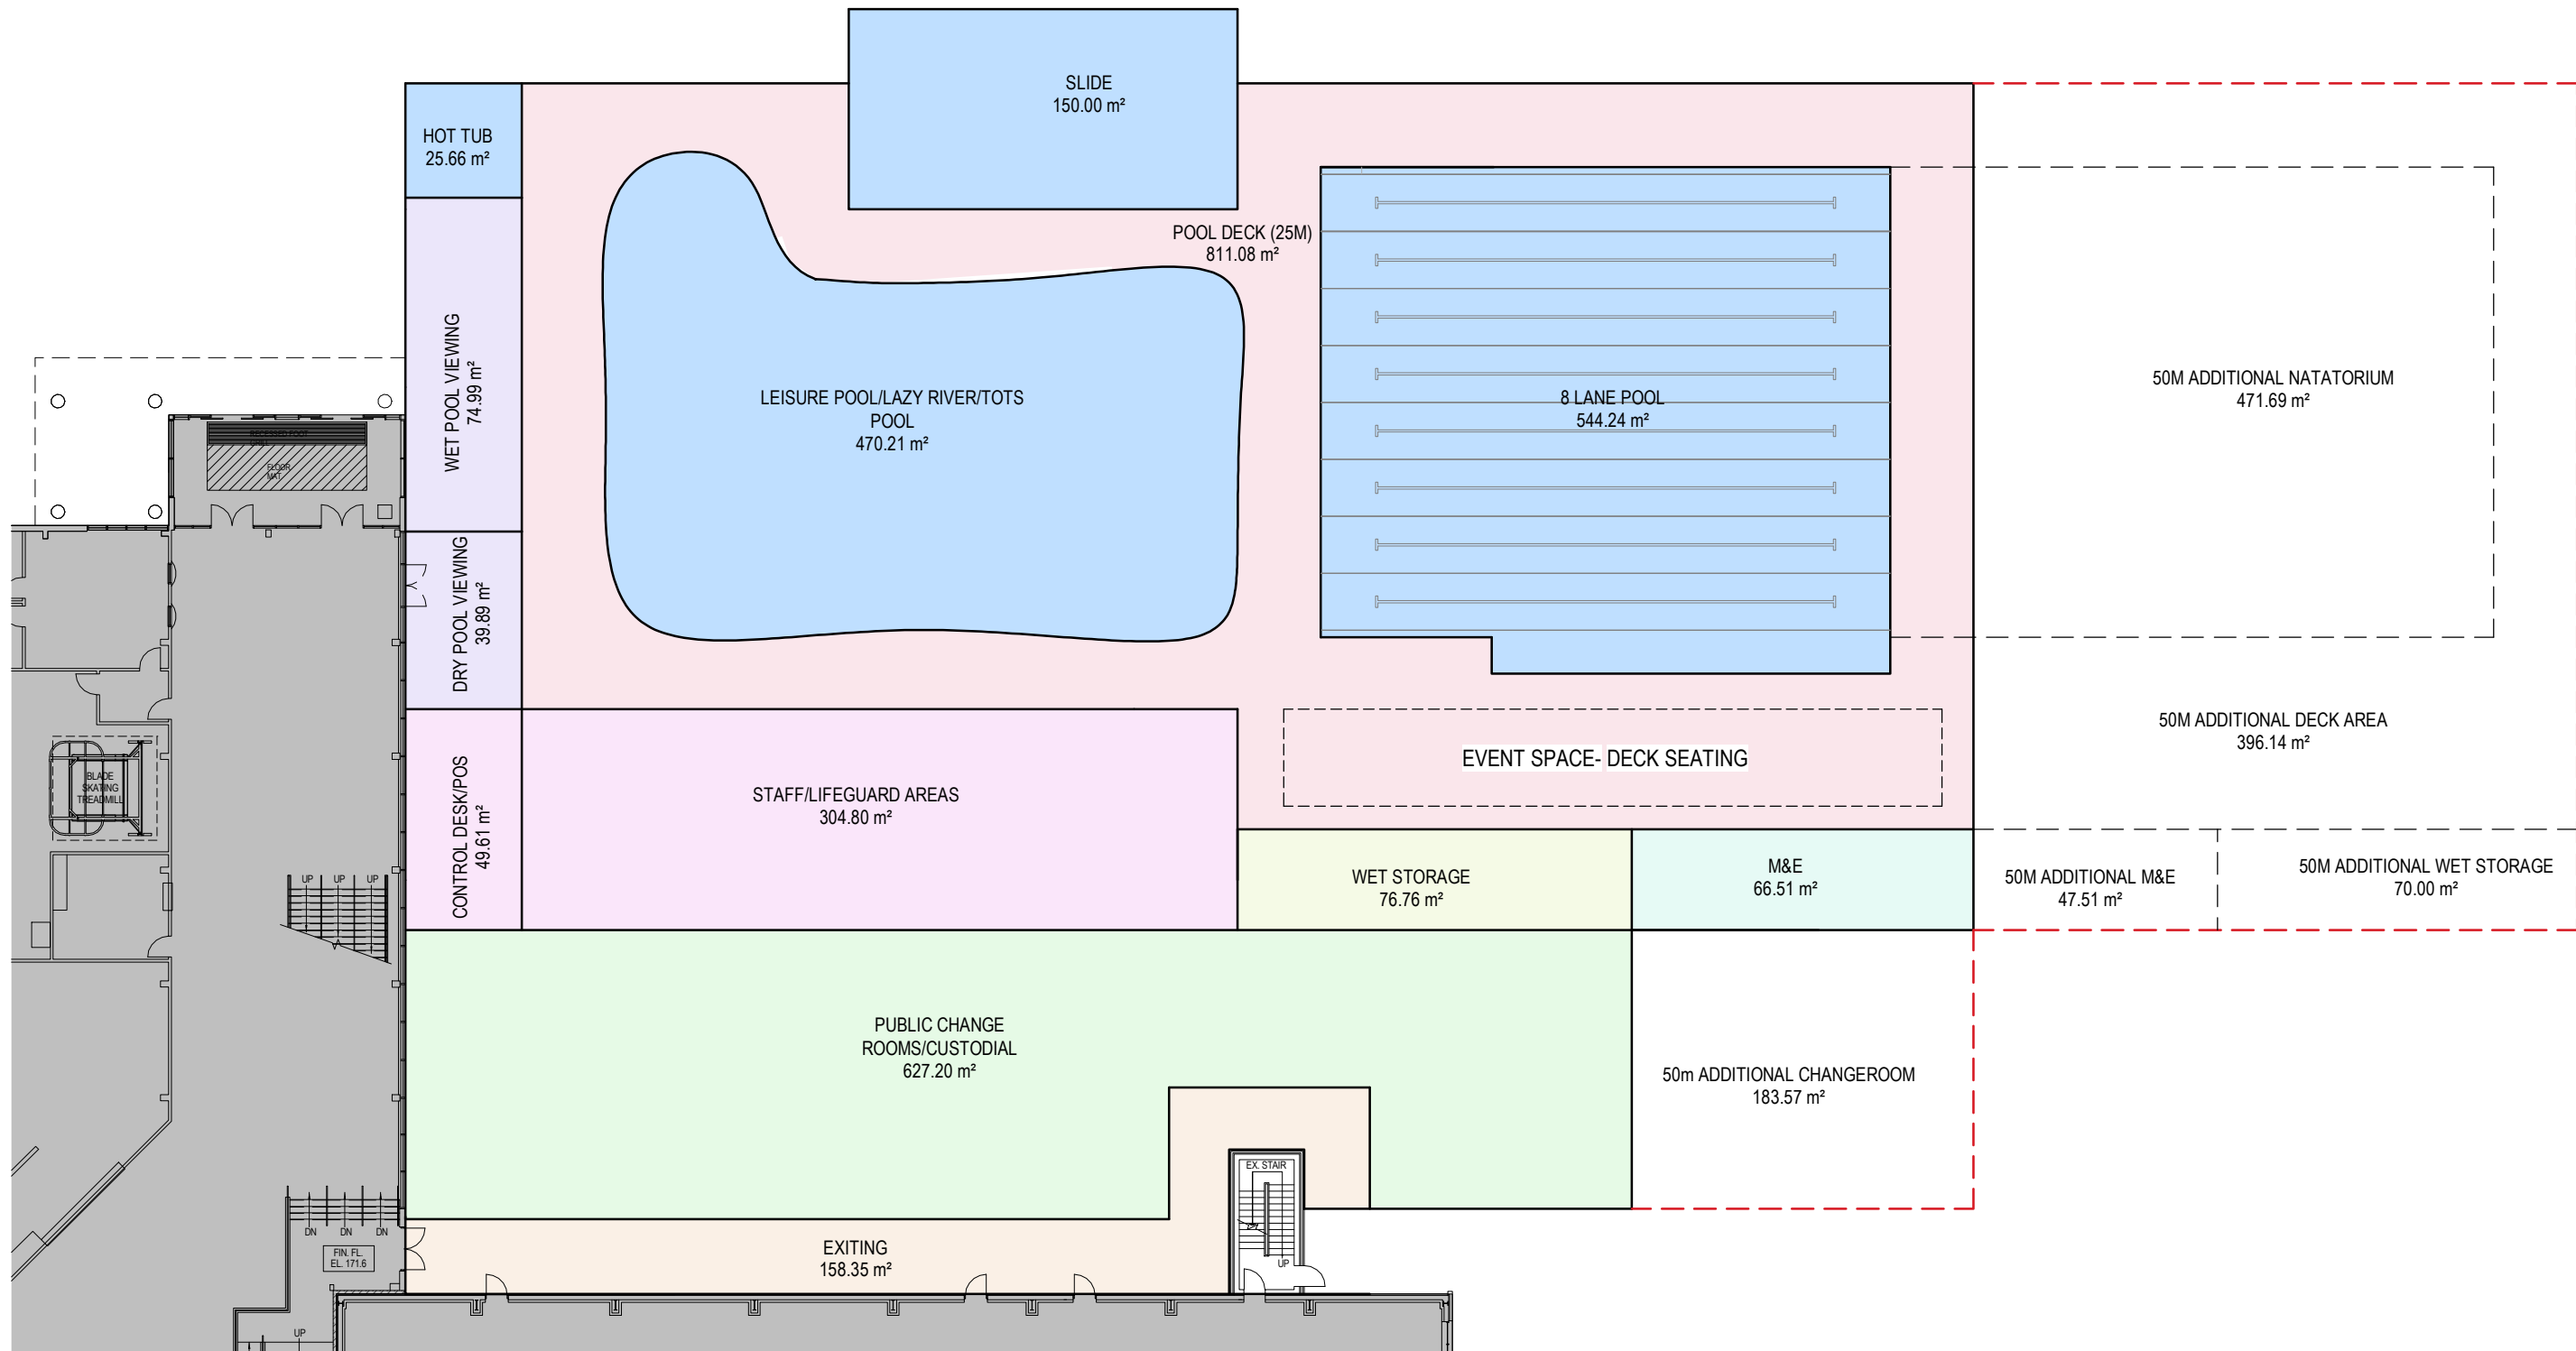 SLIDE
150.00 m²
HOT TUB
25.66 m²
POOL DECK (25M)
811.08 m²
WET POOL VIEWING
74.99 m²
LEISURE POOL/LAZY RIVER/TOTS
POOL
470.21 m²
8 LANE POOL
544.24 m²
50M ADDITIONAL NATATORIUM
471.69 m²
RECESSED FOOT
GRILL
FLOOR
MAT
DRY POOL VIEWING
39.89 m²
50M ADDITIONAL DECK AREA
396.14 m²
EVENT SPACE- DECK SEATING
BLADE
SKATING
TREADMILL
CONTROL DESK/POS
49.61 m²
STAFF/LIFEGUARD AREAS
304.80 m²
WET STORAGE
76.76 m²
M&E
66.51 m²
50M ADDITIONAL M&E
47.51 m²
50M ADDITIONAL WET STORAGE
70.00 m²
UP UP UP
PUBLIC CHANGE
ROOMS/CUSTODIAL
627.20 m²
50m ADDITIONAL CHANGEROOM
183.57 m²
EX. STAIR
DN DN DN
FIN. FL.
EL. 171.6
EXITING
158.35 m²
UP
UP